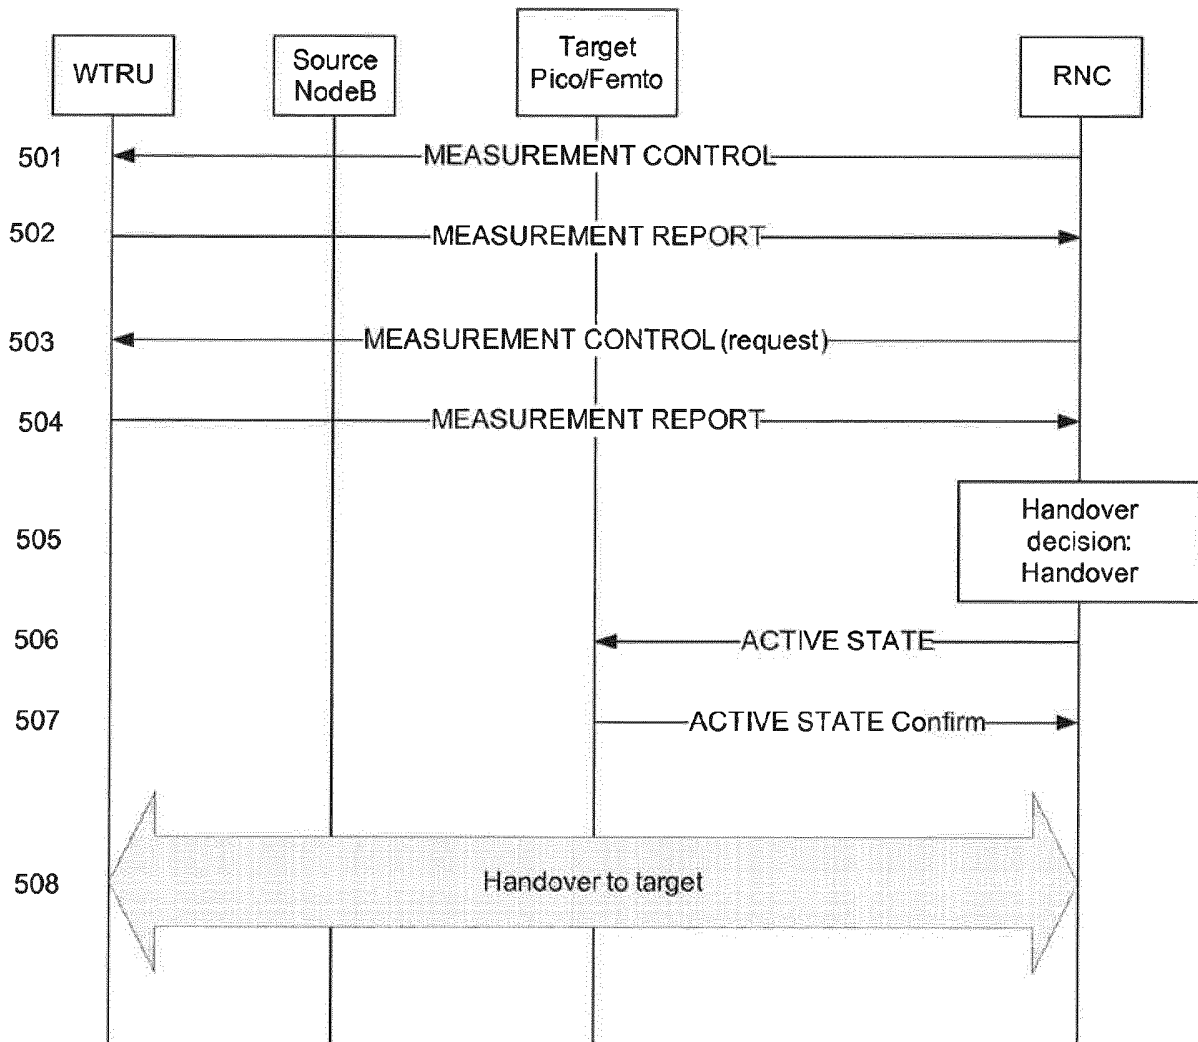 WTRU
Source
NodeB
Target
Pico/Femto
RNC
501
MEASUREMENT CONTROL
502
MEASUREMENT REPORT
503
MEASUREMENT CONTROL (request)
504
MEASUREMENT REPORT
505
Handover
decision:
Handover
506
ACTIVE STATE
507
ACTIVE STATE Confirm
508
Handover to target